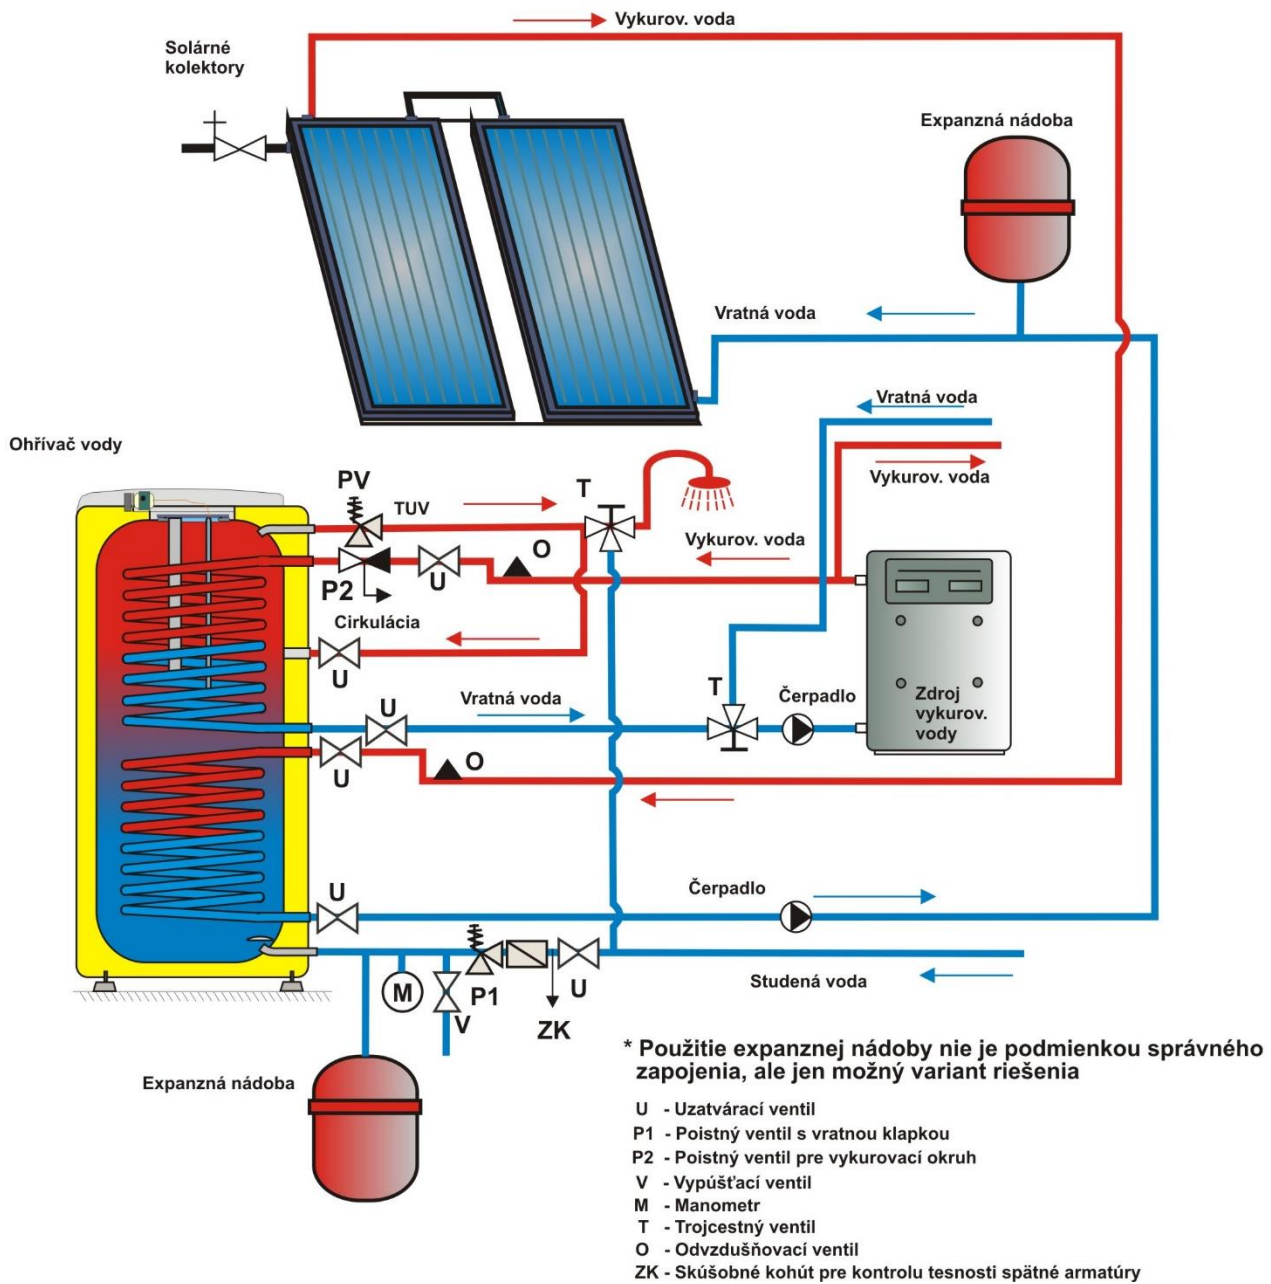 Vykurov. voda
Solárné
kolektory
Expanzná nádoba
Vratná voda
Vratná voda
Ohřívač vody
Vykurov. voda
PV
TUV
T
O
Vykurov. voda
U
P2
Cirkulácia
U
Vratná voda
U
T
Čerpadlo
Zdroj
vykurov.
vody
U
O
U
Čerpadlo
M
V
P1
ZK
U
Studená voda
Expanzná nádoba
* Použitie expanznej nádoby nie je podmienkou správného
zapojenia, ale jen možný variant riešenia
U - Uzatvárací ventil
P1 - Poistný ventil s vratnou klapkou
P2 - Poistný ventil pre vykurovací okruh
V - Vypúšťací ventil
M - Manometr
T - Trojcestný ventil
O - Odvzdušňovací ventil
ZK - Skúšobné kohút pre kontrolu tesnosti spätné armatúry